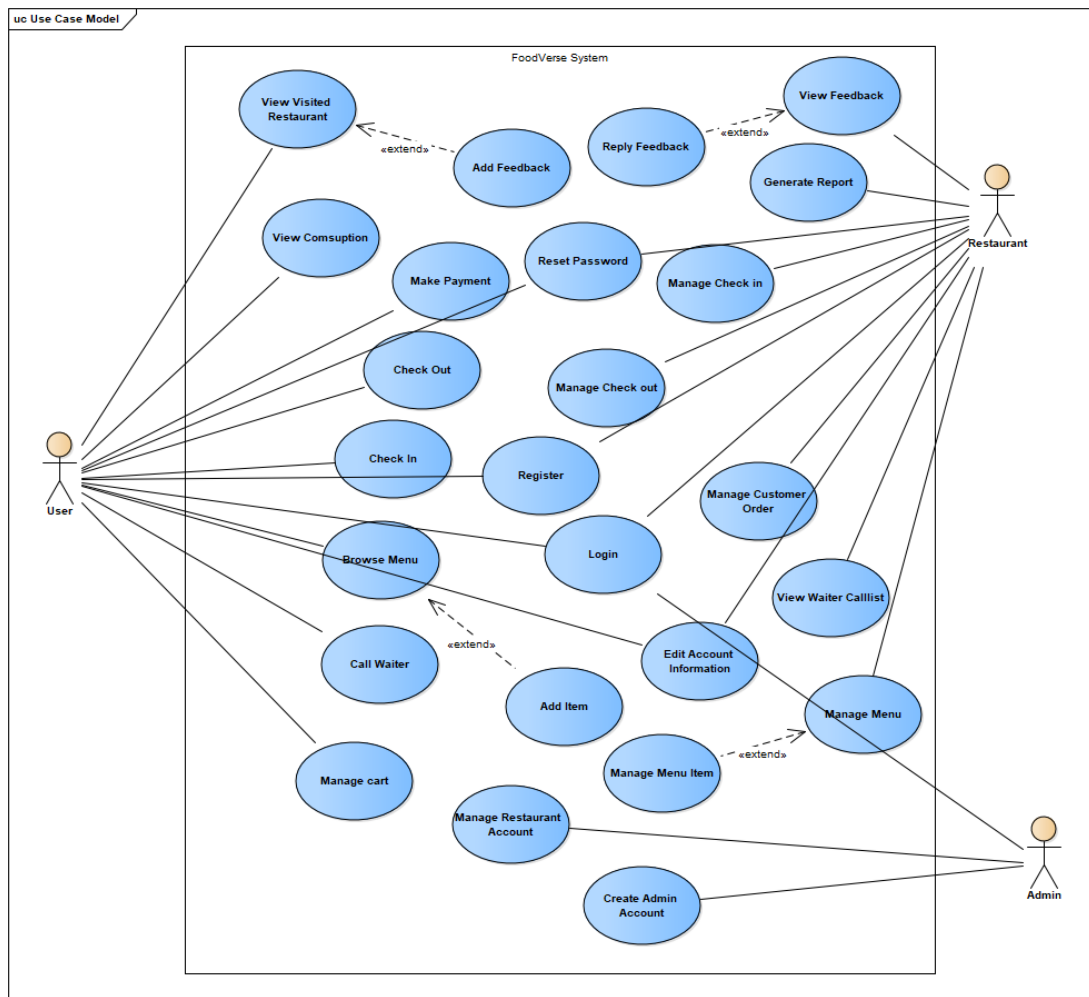 uc Use Case Model
FoodVerse System
View Visited
Restaurant
View Feedback
«extend»
Reply Feedback
«extend»
Add Feedback
Generate Report
Restaurant
View Comsuption
Reset Password
Make Payment
Manage Check in
Check Out
Manage Check out
Check In
Register
User
Manage Customer
Order
Browse Menu
Login
View Waiter Calllist
«extend»
Call Waiter
Edit Account
Information
Add Item
Manage Menu
«extend»
Manage Menu Item
Manage cart
Manage Restaurant
Account
Admin
Create Admin
Account